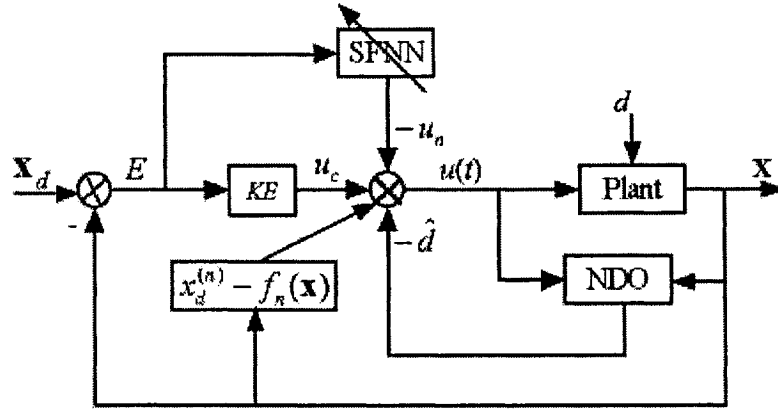 SFNN
d
-u_n
x_d
E
KE
u_c
u(t)
Plant
x
-
-d̂
x_d^{(n)} - f_n(x)
NDO